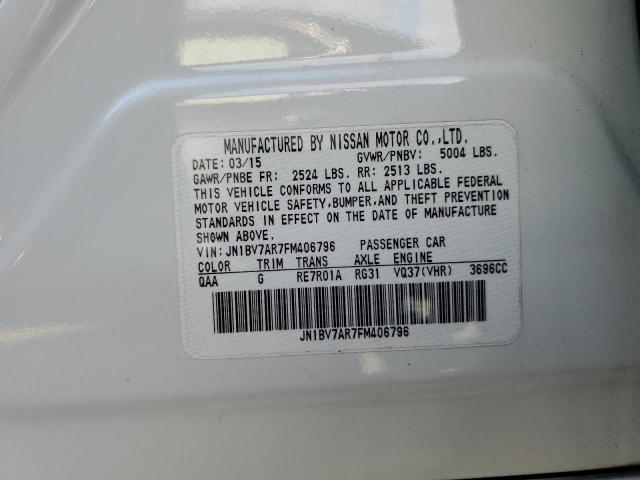 MANUFACTURED BY NISSAN MOTOR CO.,LTD.
DATE: 03/15 GVWR/PNBV: 5004 LBS.
GAWR/PNBE FR: 2524 LBS. RR: 2513 LBS.
THIS VEHICLE CONFORMS TO ALL APPLICABLE FEDERAL
MOTOR VEHICLE SAFETY,BUMPER,AND THEFT PREVENTION
STANDARDS IN EFFECT ON THE DATE OF MANUFACTURE
SHOWN ABOVE.
VIN: JN1BV7AR7FM406796 PASSENGER CAR
COLOR TRIM TRANS AXLE ENGINE
QAA G RE7R01A RG31 VQ37(VHR) 3696CC
JN1BV7AR7FM406796